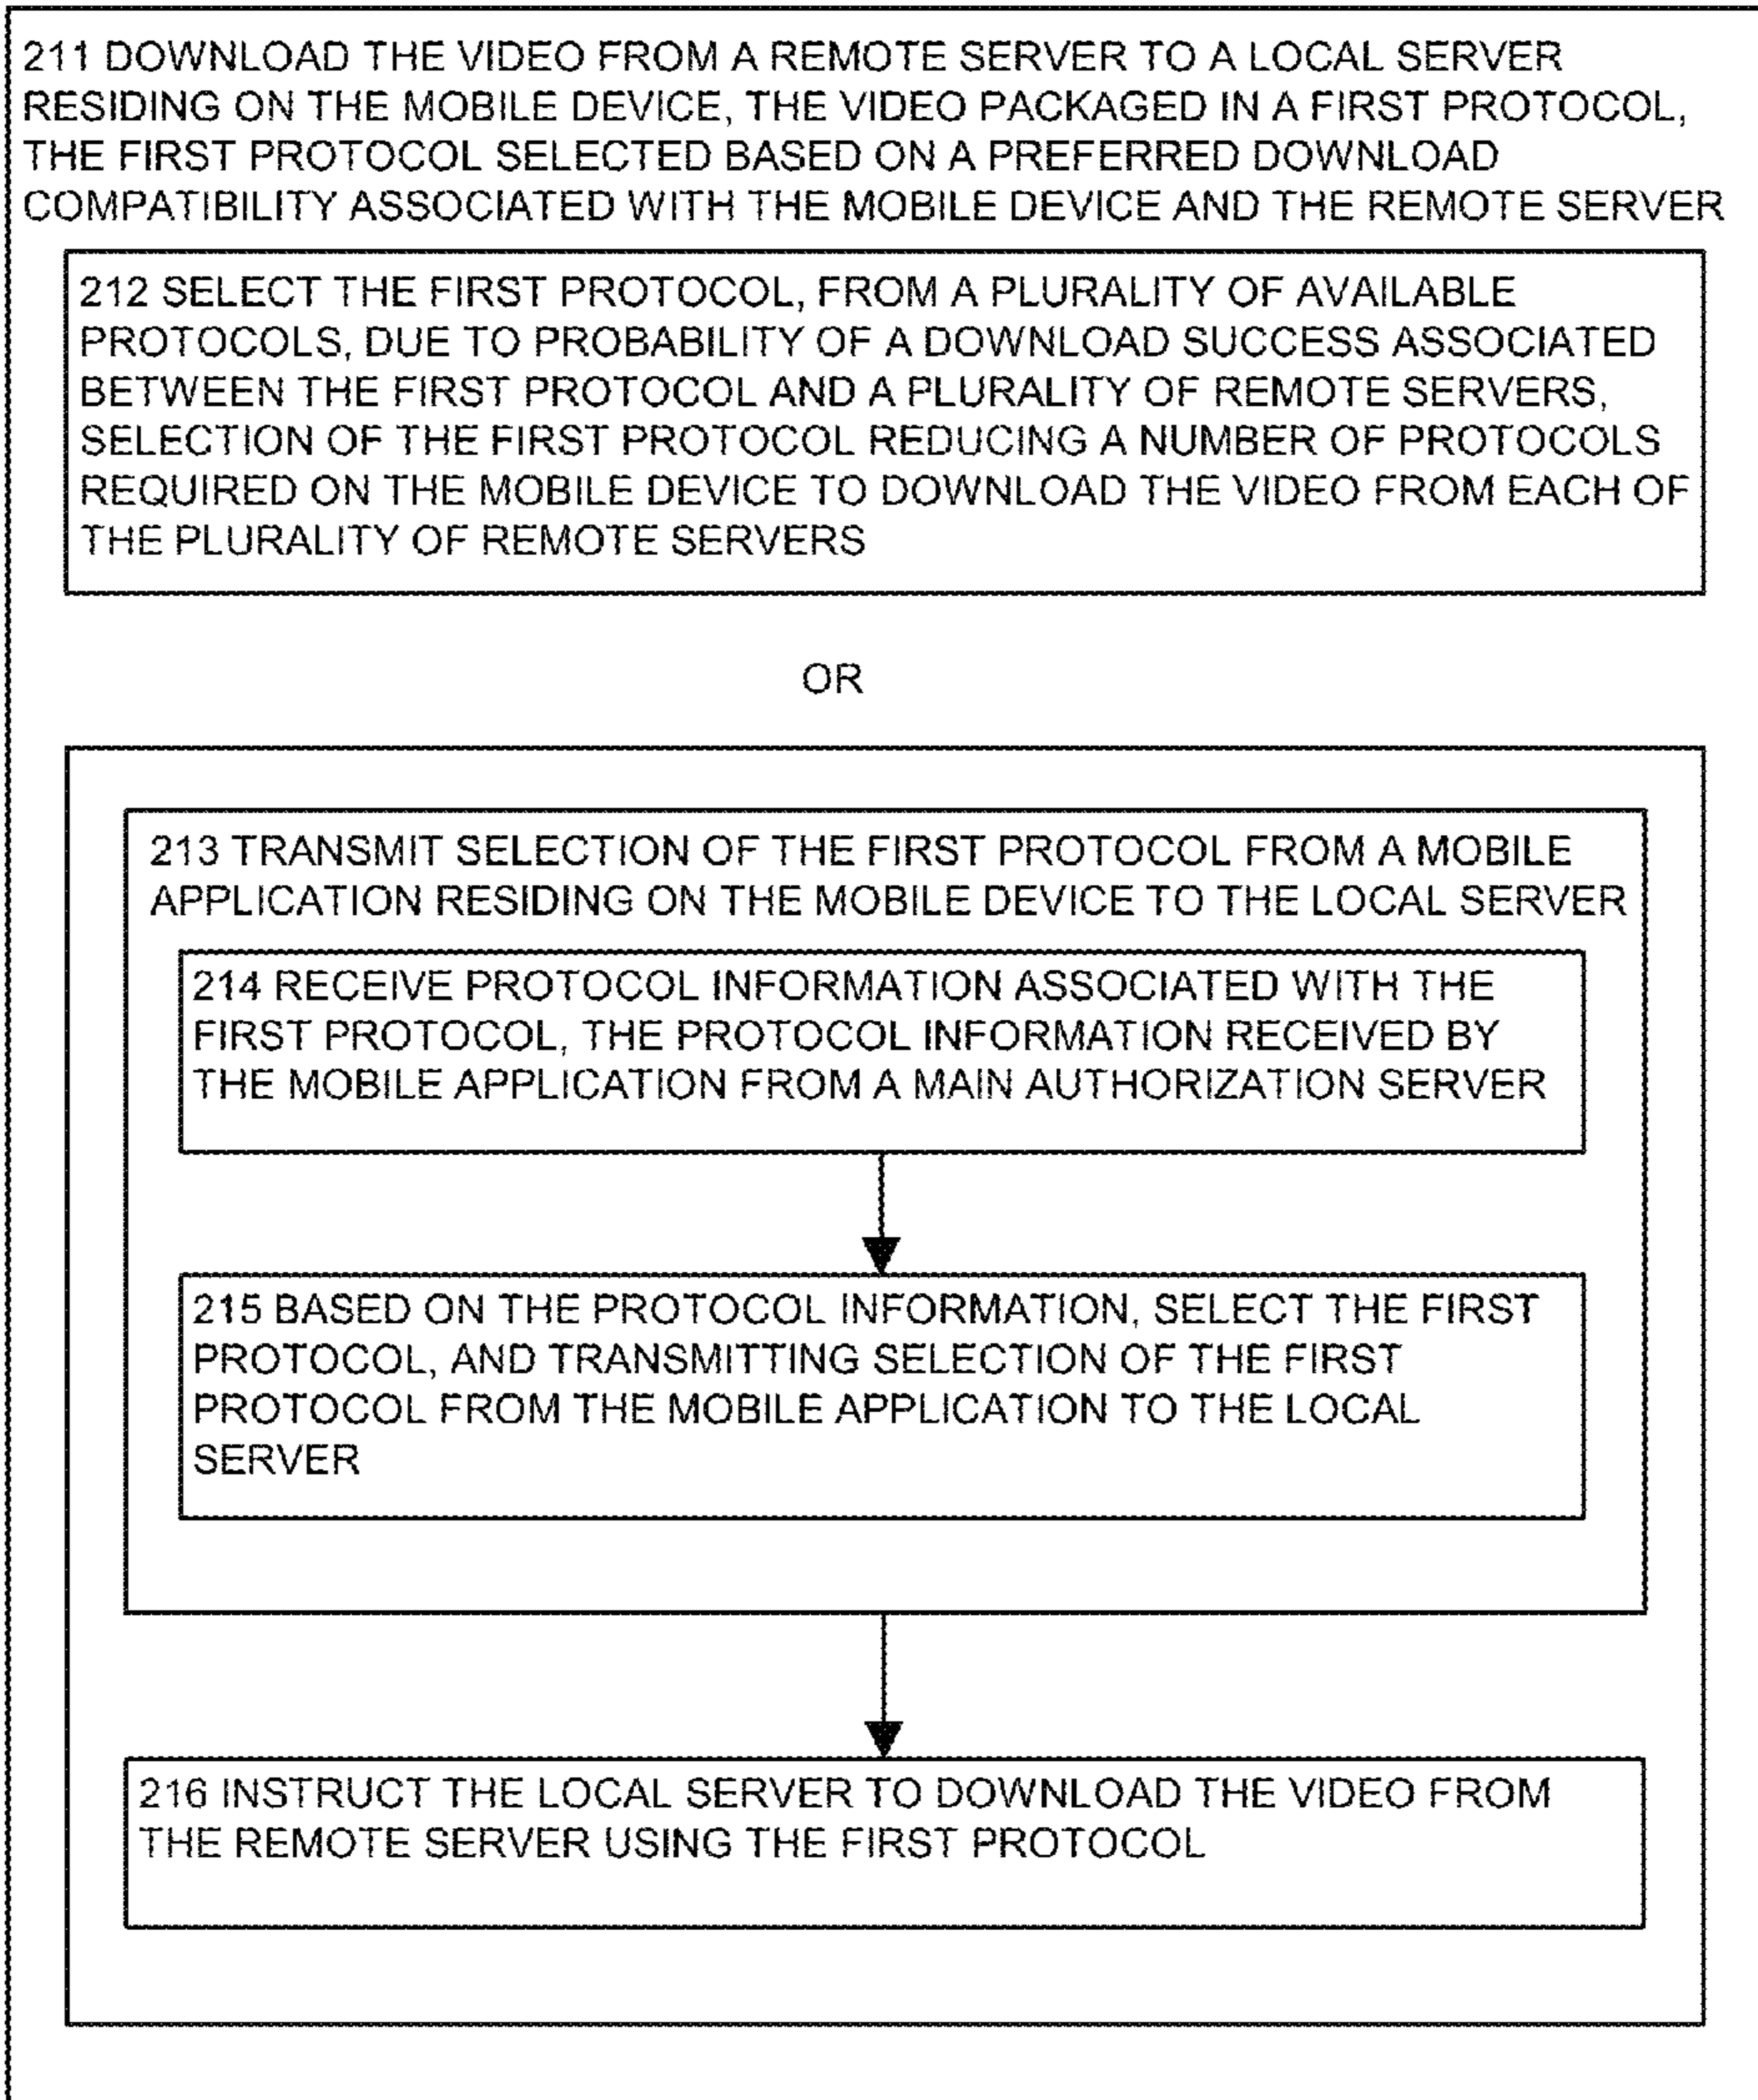 211 DOWNLOAD THE VIDEO FROM A REMOTE SERVER TO A LOCAL SERVER
RESIDING ON THE MOBILE DEVICE, THE VIDEO PACKAGED IN A FIRST PROTOCOL,
THE FIRST PROTOCOL SELECTED BASED ON A PREFERRED DOWNLOAD
COMPATIBILITY ASSOCIATED WITH THE MOBILE DEVICE AND THE REMOTE SERVER
212 SELECT THE FIRST PROTOCOL, FROM A PLURALITY OF AVAILABLE
PROTOCOLS, DUE TO PROBABILITY OF A DOWNLOAD SUCCESS ASSOCIATED
BETWEEN THE FIRST PROTOCOL AND A PLURALITY OF REMOTE SERVERS,
SELECTION OF THE FIRST PROTOCOL REDUCING A NUMBER OF PROTOCOLS
REQUIRED ON THE MOBILE DEVICE TO DOWNLOAD THE VIDEO FROM EACH OF
THE PLURALITY OF REMOTE SERVERS
OR
213 TRANSMIT SELECTION OF THE FIRST PROTOCOL FROM A MOBILE
APPLICATION RESIDING ON THE MOBILE DEVICE TO THE LOCAL SERVER
214 RECEIVE PROTOCOL INFORMATION ASSOCIATED WITH THE
FIRST PROTOCOL, THE PROTOCOL INFORMATION RECEIVED BY
THE MOBILE APPLICATION FROM A MAIN AUTHORIZATION SERVER
215 BASED ON THE PROTOCOL INFORMATION, SELECT THE FIRST
PROTOCOL, AND TRANSMITTING SELECTION OF THE FIRST
PROTOCOL FROM THE MOBILE APPLICATION TO THE LOCAL
SERVER
216 INSTRUCT THE LOCAL SERVER TO DOWNLOAD THE VIDEO FROM
THE REMOTE SERVER USING THE FIRST PROTOCOL